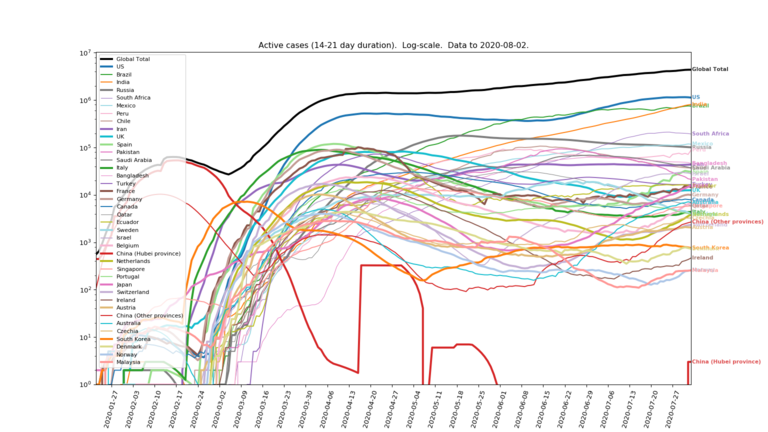 Active cases (14-21 day duration).  Log-scale.  Data to 2020-08-02.
10⁷
10⁶
10⁵
10⁴
10³
10²
10¹
10⁰
Global Total
US
Brazil
India
Russia
South Africa
Mexico
Peru
Chile
Iran
UK
Spain
Pakistan
Saudi Arabia
Italy
Bangladesh
Turkey
France
Germany
Canada
Qatar
Ecuador
Sweden
Israel
Belgium
China (Hubei province)
Netherlands
Singapore
Portugal
Japan
Switzerland
Ireland
Austria
China (Other provinces)
Australia
Czechia
South Korea
Denmark
Norway
Malaysia
Global Total
US
South Africa
Russia
Bangladesh
Saudi Arabia
Pakistan
UK
Germany
Canada
China (Other provinces)
South Korea
Ireland
Malaysia
China (Hubei province)
2020-01-27
2020-02-03
2020-02-10
2020-02-17
2020-02-24
2020-03-02
2020-03-09
2020-03-16
2020-03-23
2020-03-30
2020-04-06
2020-04-13
2020-04-20
2020-04-27
2020-05-04
2020-05-11
2020-05-18
2020-05-25
2020-06-01
2020-06-08
2020-06-15
2020-06-22
2020-06-29
2020-07-06
2020-07-13
2020-07-20
2020-07-27